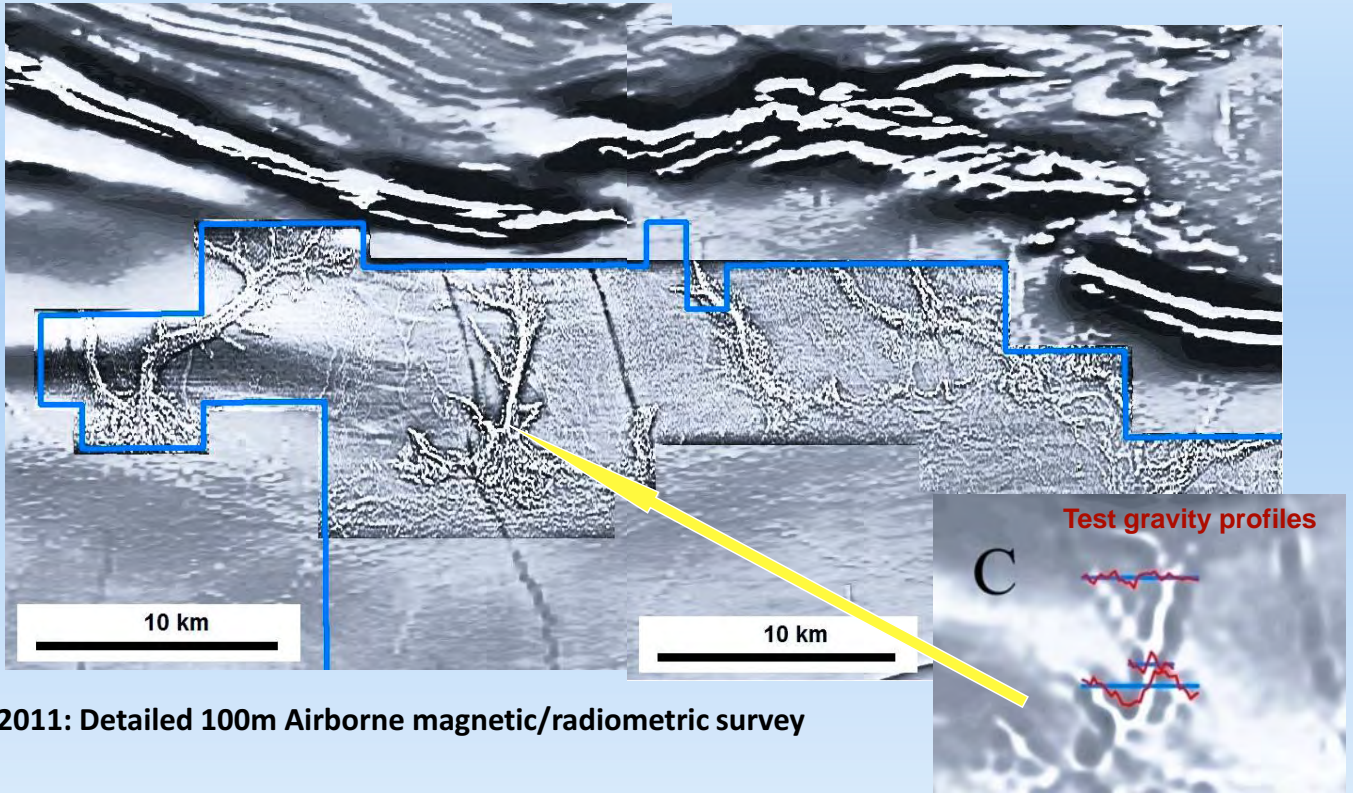 Test gravity profiles
C
10 km
10 km
2011: Detailed 100m Airborne magnetic/radiometric survey